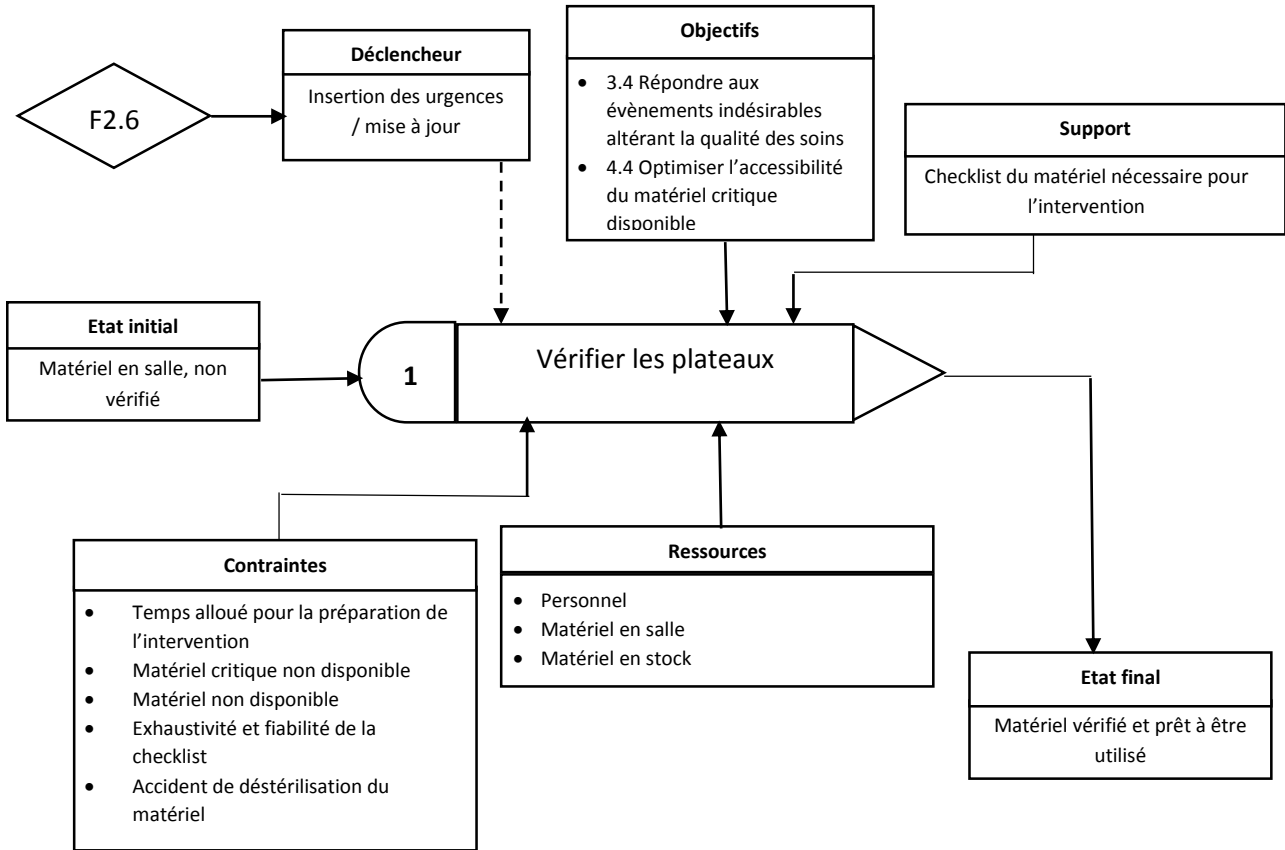 F2.6
Déclencheur
Insertion des urgences
/ mise à jour
Objectifs
• 3.4 Répondre aux
évènements indésirables
altérant la qualité des soins
• 4.4 Optimiser l’accessibilité
du matériel critique
disponible
Support
Checklist du matériel nécessaire pour
l’intervention
Etat initial
Matériel en salle, non
vérifié
1
Vérifier les plateaux
Contraintes
• Temps alloué pour la préparation de
l’intervention
• Matériel critique non disponible
• Matériel non disponible
• Exhaustivité et fiabilité de la
checklist
• Accident de déstérilisation du
matériel
Ressources
• Personnel
• Matériel en salle
• Matériel en stock
Etat final
Matériel vérifié et prêt à être
utilisé